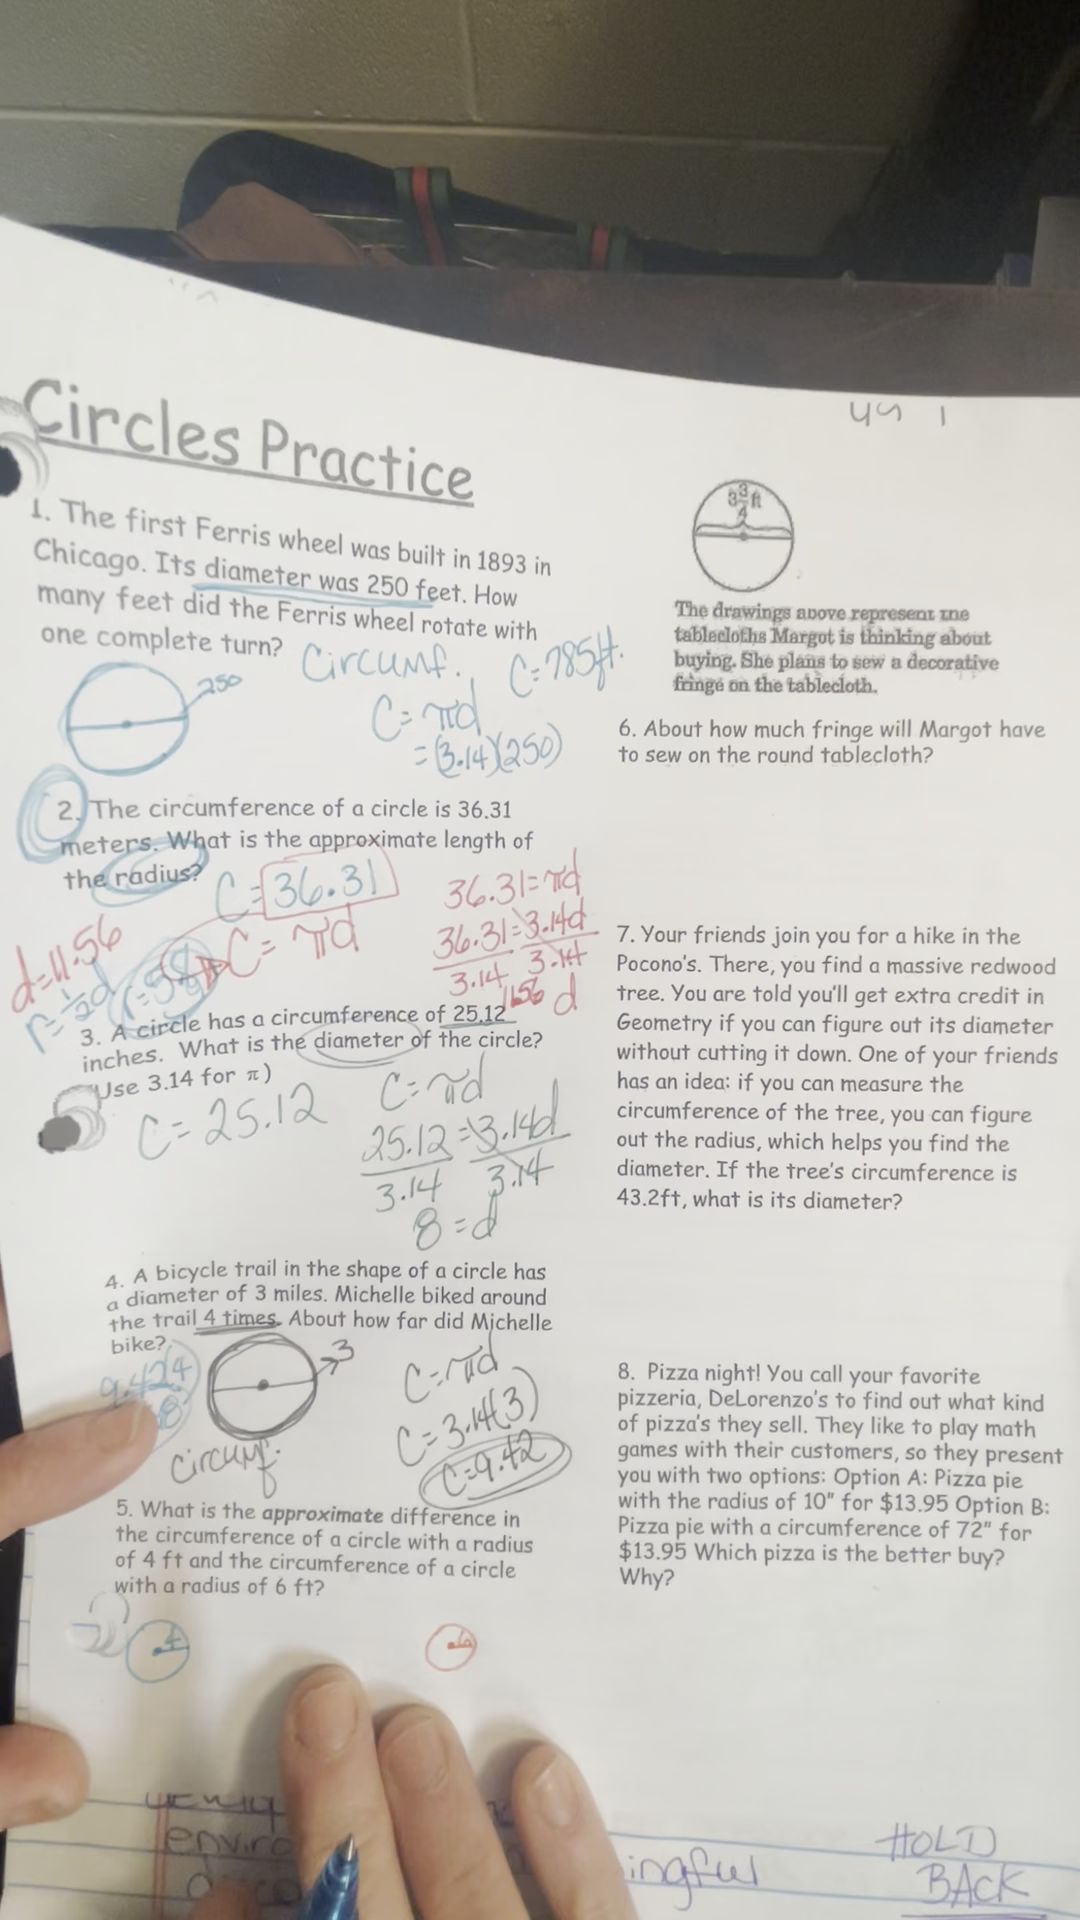 Circles Practice
1. The first Ferris wheel was built in 1893 in
Chicago. Its diameter was 250 feet. How
many feet did the Ferris wheel rotate with
one complete turn?
Circumf.
C=785ft.
250
C=πd
=(3.14)(250)
2. The circumference of a circle is 36.31
meters. What is the approximate length of
the radius?
C=36.31
C=πd
36.31=πd
36.31=3.14d
3.14 3.14
11.56 d
d=11.56
r=½d
3. A circle has a circumference of 25.12
inches. What is the diameter of the circle?
Use 3.14 for π)
C=25.12
C=πd
25.12=3.14d
3.14 3.14
8=d
4. A bicycle trail in the shape of a circle has
a diameter of 3 miles. Michelle biked around
the trail 4 times. About how far did Michelle
bike?
3
C=πd
C=3.14(3)
C=9.42
circumf.
5. What is the approximate difference in
the circumference of a circle with a radius
of 4 ft and the circumference of a circle
with a radius of 6 ft?
4
6
3 3/4 ft
The drawings above represent the
tablecloths Margot is thinking about
buying. She plans to sew a decorative
fringe on the tablecloth.
6. About how much fringe will Margot have
to sew on the round tablecloth?
7. Your friends join you for a hike in the
Pocono's. There, you find a massive redwood
tree. You are told you'll get extra credit in
Geometry if you can figure out its diameter
without cutting it down. One of your friends
has an idea: if you can measure the
circumference of the tree, you can figure
out the radius, which helps you find the
diameter. If the tree's circumference is
43.2ft, what is its diameter?
8. Pizza night! You call your favorite
pizzeria, DeLorenzo's to find out what kind
of pizza's they sell. They like to play math
games with their customers, so they present
you with two options: Option A: Pizza pie
with the radius of 10" for $13.95 Option B:
Pizza pie with a circumference of 72" for
$13.95 Which pizza is the better buy?
Why?
HOLD
BACK